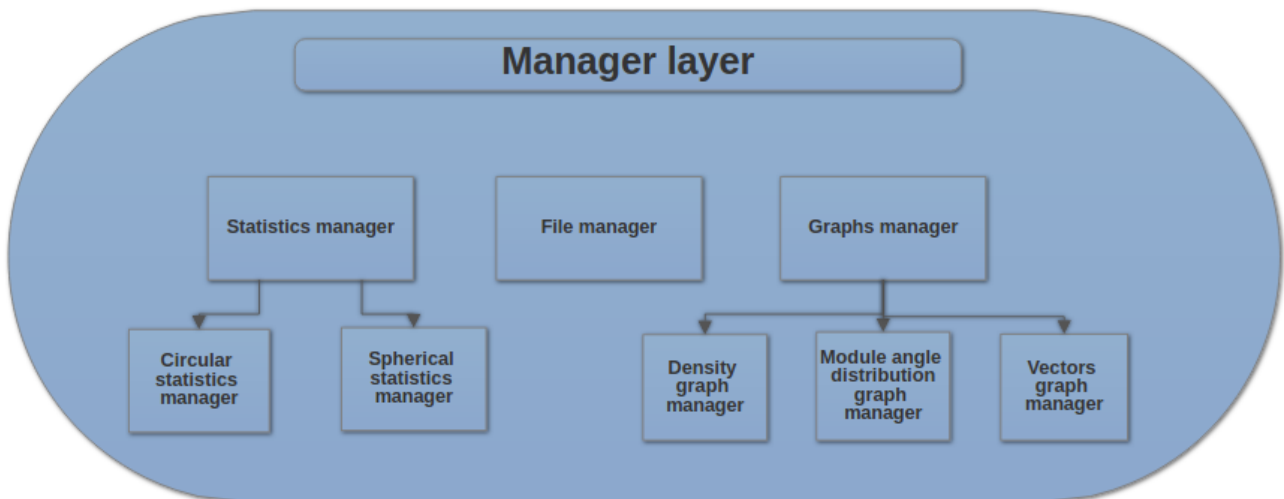 Manager layer
Statistics manager
File manager
Graphs manager
Circular
statistics
manager
Spherical
statistics
manager
Density
graph
manager
Module angle
distribution
graph
manager
Vectors
graph
manager